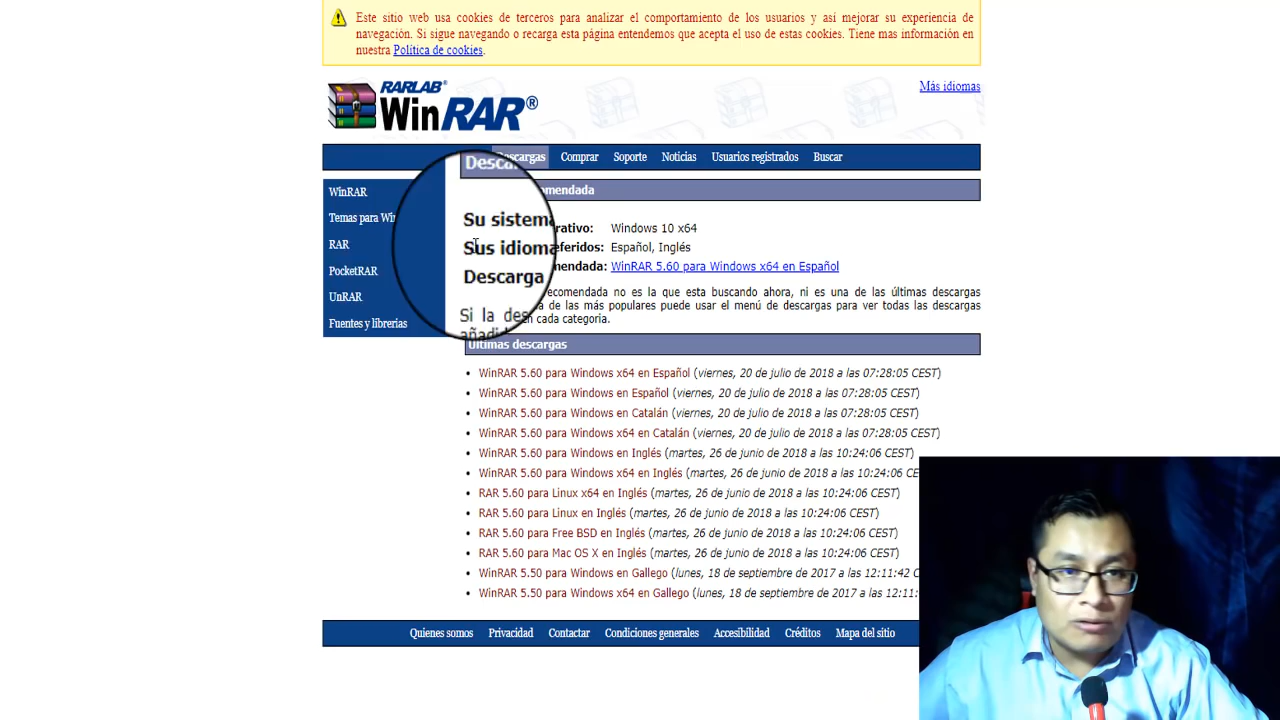 Este sitio web usa cookies de terceros para analizar el comportamiento de los usuarios y así mejorar su experiencia de
navegación. Si sigue navegando o recarga esta página entendemos que acepta el uso de estas cookies. Tiene mas información en
nuestra Política de cookies.
RARLAB®
WinRAR®
Más idiomas
Descargas Comprar Soporte Noticias Usuarios registrados Buscar
WinRAR
Temas para
RAR
PocketRAR
UnRAR
Fuentes y librerias
Su sistema Windows 10 x64
Sus idioma Español, Inglés
Descarga WinRAR 5.60 para Windows x64 en Español
Si la recomendada no es la que esta buscando ahora, ni es una de las últimas descargas
de las más populares puede usar el menú de descargas para ver todas las descargas
en cada categoria.
Últimas descargas
• WinRAR 5.60 para Windows x64 en Español (viernes, 20 de julio de 2018 a las 07:28:05 CEST)
• WinRAR 5.60 para Windows en Español (viernes, 20 de julio de 2018 a las 07:28:05 CEST)
• WinRAR 5.60 para Windows en Catalán (viernes, 20 de julio de 2018 a las 07:28:05 CEST)
• WinRAR 5.60 para Windows x64 en Catalán (viernes, 20 de julio de 2018 a las 07:28:05 CEST)
• WinRAR 5.60 para Windows en Inglés (martes, 26 de junio de 2018 a las 10:24:06 CEST)
• WinRAR 5.60 para Windows x64 en Inglés (martes, 26 de junio de 2018 a las 10:24:06 CE
• RAR 5.60 para Linux x64 en Inglés (martes, 26 de junio de 2018 a las 10:24:06 CEST)
• RAR 5.60 para Linux en Inglés (martes, 26 de junio de 2018 a las 10:24:06 CEST)
• RAR 5.60 para Free BSD en Inglés (martes, 26 de junio de 2018 a las 10:24:06 CEST)
• RAR 5.60 para Mac OS X en Inglés (martes, 26 de junio de 2018 a las 10:24:06 CEST)
• WinRAR 5.50 para Windows en Gallego (lunes, 18 de septiembre de 2017 a las 12:11:42 C
• WinRAR 5.50 para Windows x64 en Gallego (lunes, 18 de septiembre de 2017 a las 12:11:
Quienes somos Privacidad Contactar Condiciones generales Accesibilidad Créditos Mapa del sitio